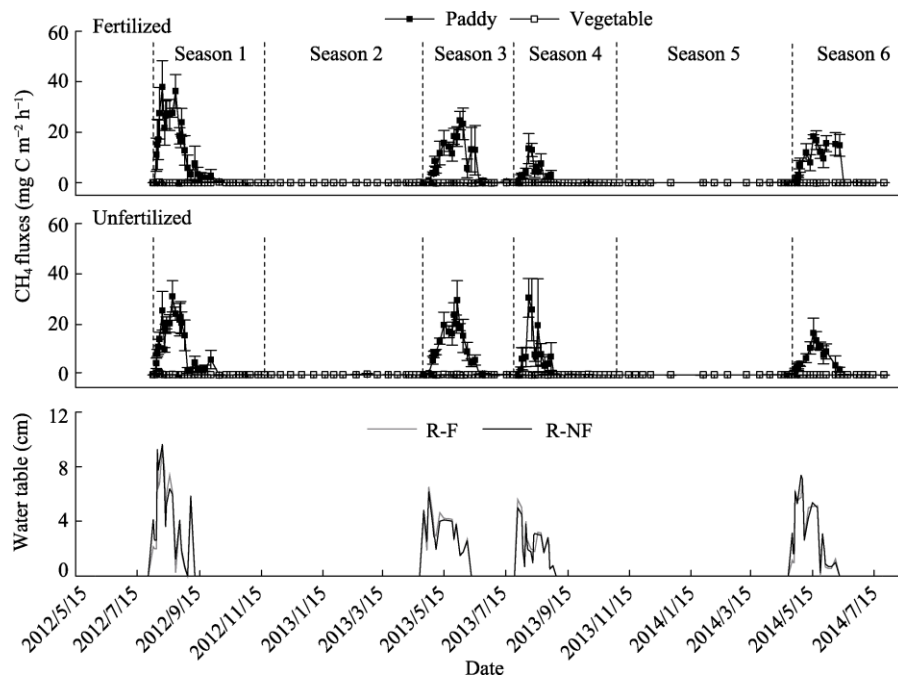 Paddy Vegetable
Fertilized
Season 1 Season 2 Season 3 Season 4 Season 5 Season 6
60
40
20
0
Unfertilized
60
40
20
0
CH₄ fluxes (mg C m⁻² h⁻¹)
R-F R-NF
12
8
4
0
Water table (cm)
2012/5/15 2012/7/15 2012/9/15 2012/11/15 2013/1/15 2013/3/15 2013/5/15 2013/7/15 2013/9/15 2013/11/15 2014/1/15 2014/3/15 2014/5/15 2014/7/15
Date